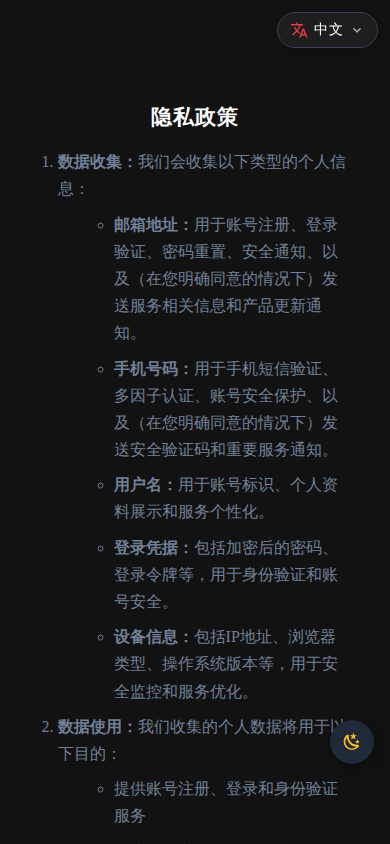 中文
隐私政策
1. 数据收集：我们会收集以下类型的个人信
息：
邮箱地址：用于账号注册、登录
验证、密码重置、安全通知、以
及（在您明确同意的情况下）发
送服务相关信息和产品更新通
知。
手机号码：用于手机短信验证、
多因子认证、账号安全保护、以
及（在您明确同意的情况下）发
送安全验证码和重要服务通知。
用户名：用于账号标识、个人资
料展示和服务个性化。
登录凭据：包括加密后的密码、
登录令牌等，用于身份验证和账
号安全。
设备信息：包括IP地址、浏览器
类型、操作系统版本等，用于安
全监控和服务优化。
2. 数据使用：我们收集的个人数据将用于以
下目的：
提供账号注册、登录和身份验证
服务